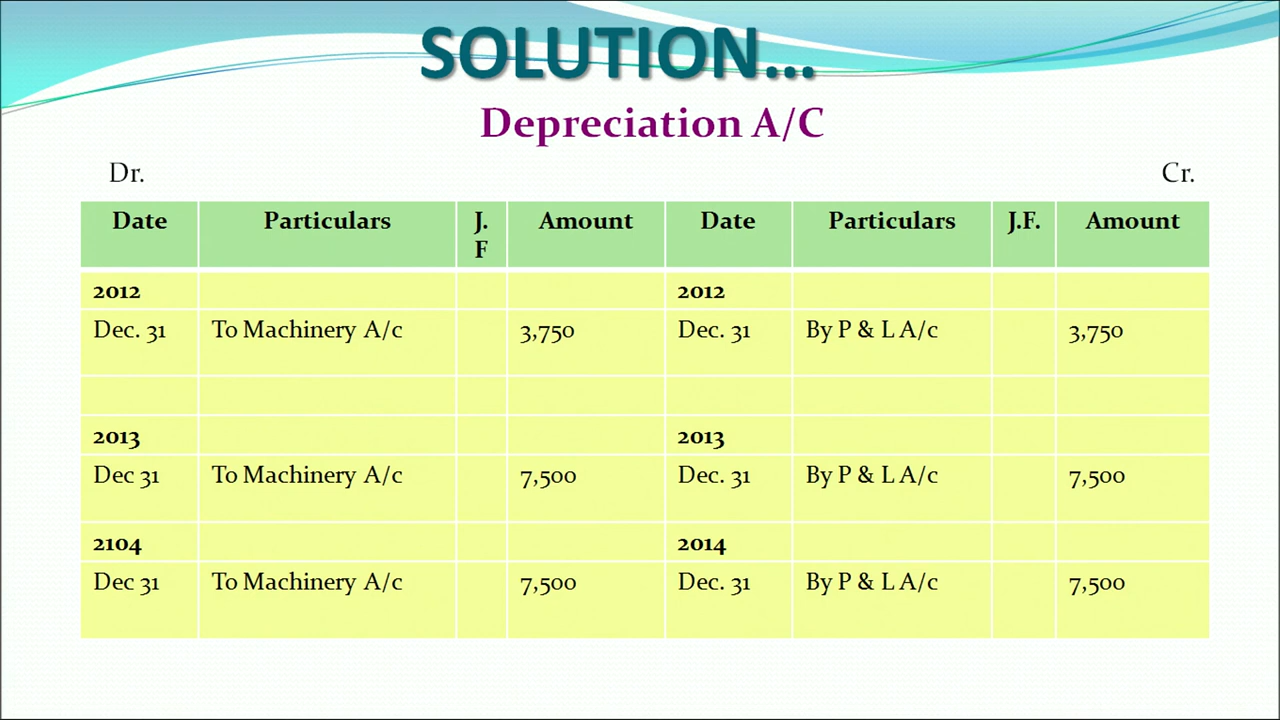 SOLUTION...
Depreciation A/C
Dr. Cr.
Date Particulars J. F Amount Date Particulars J.F. Amount
2012 2012
Dec. 31 To Machinery A/c 3,750 Dec. 31 By P & L A/c 3,750
2013 2013
Dec 31 To Machinery A/c 7,500 Dec. 31 By P & L A/c 7,500
2104 2014
Dec 31 To Machinery A/c 7,500 Dec. 31 By P & L A/c 7,500